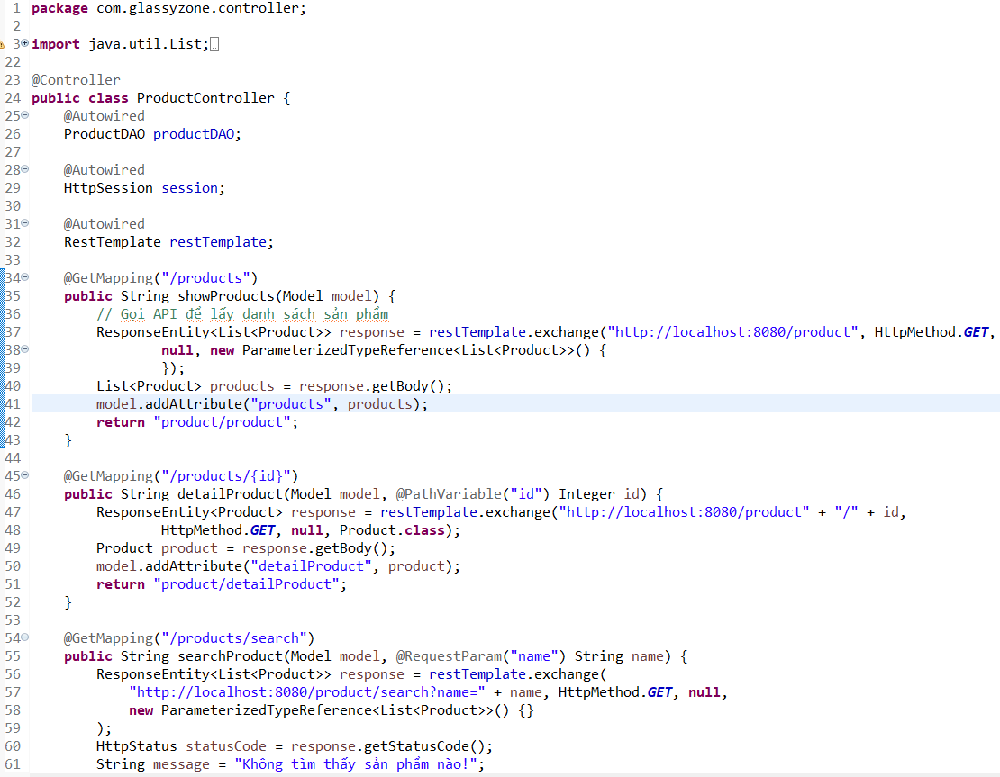 1 package com.glassyzone.controller;
2
3 import java.util.List;
22
23 @Controller
24 public class ProductController {
25 @Autowired
26 ProductDAO productDAO;
27
28 @Autowired
29 HttpSession session;
30
31 @Autowired
32 RestTemplate restTemplate;
33
34 @GetMapping("/products")
35 public String showProducts(Model model) {
36 // Gọi API để lấy danh sách sản phẩm
37 ResponseEntity<List<Product>> response = restTemplate.exchange("http://localhost:8080/product", HttpMethod.GET,
38 null, new ParameterizedTypeReference<List<Product>>() {
39 });
40 List<Product> products = response.getBody();
41 model.addAttribute("products", products);
42 return "product/product";
43 }
44
45 @GetMapping("/products/{id}")
46 public String detailProduct(Model model, @PathVariable("id") Integer id) {
47 ResponseEntity<Product> response = restTemplate.exchange("http://localhost:8080/product" + "/" + id,
48 HttpMethod.GET, null, Product.class);
49 Product product = response.getBody();
50 model.addAttribute("detailProduct", product);
51 return "product/detailProduct";
52 }
53
54 @GetMapping("/products/search")
55 public String searchProduct(Model model, @RequestParam("name") String name) {
56 ResponseEntity<List<Product>> response = restTemplate.exchange(
57 "http://localhost:8080/product/search?name=" + name, HttpMethod.GET, null,
58 new ParameterizedTypeReference<List<Product>>() {}
59 );
60 HttpStatus statusCode = response.getStatusCode();
61 String message = "Không tìm thấy sản phẩm nào!";